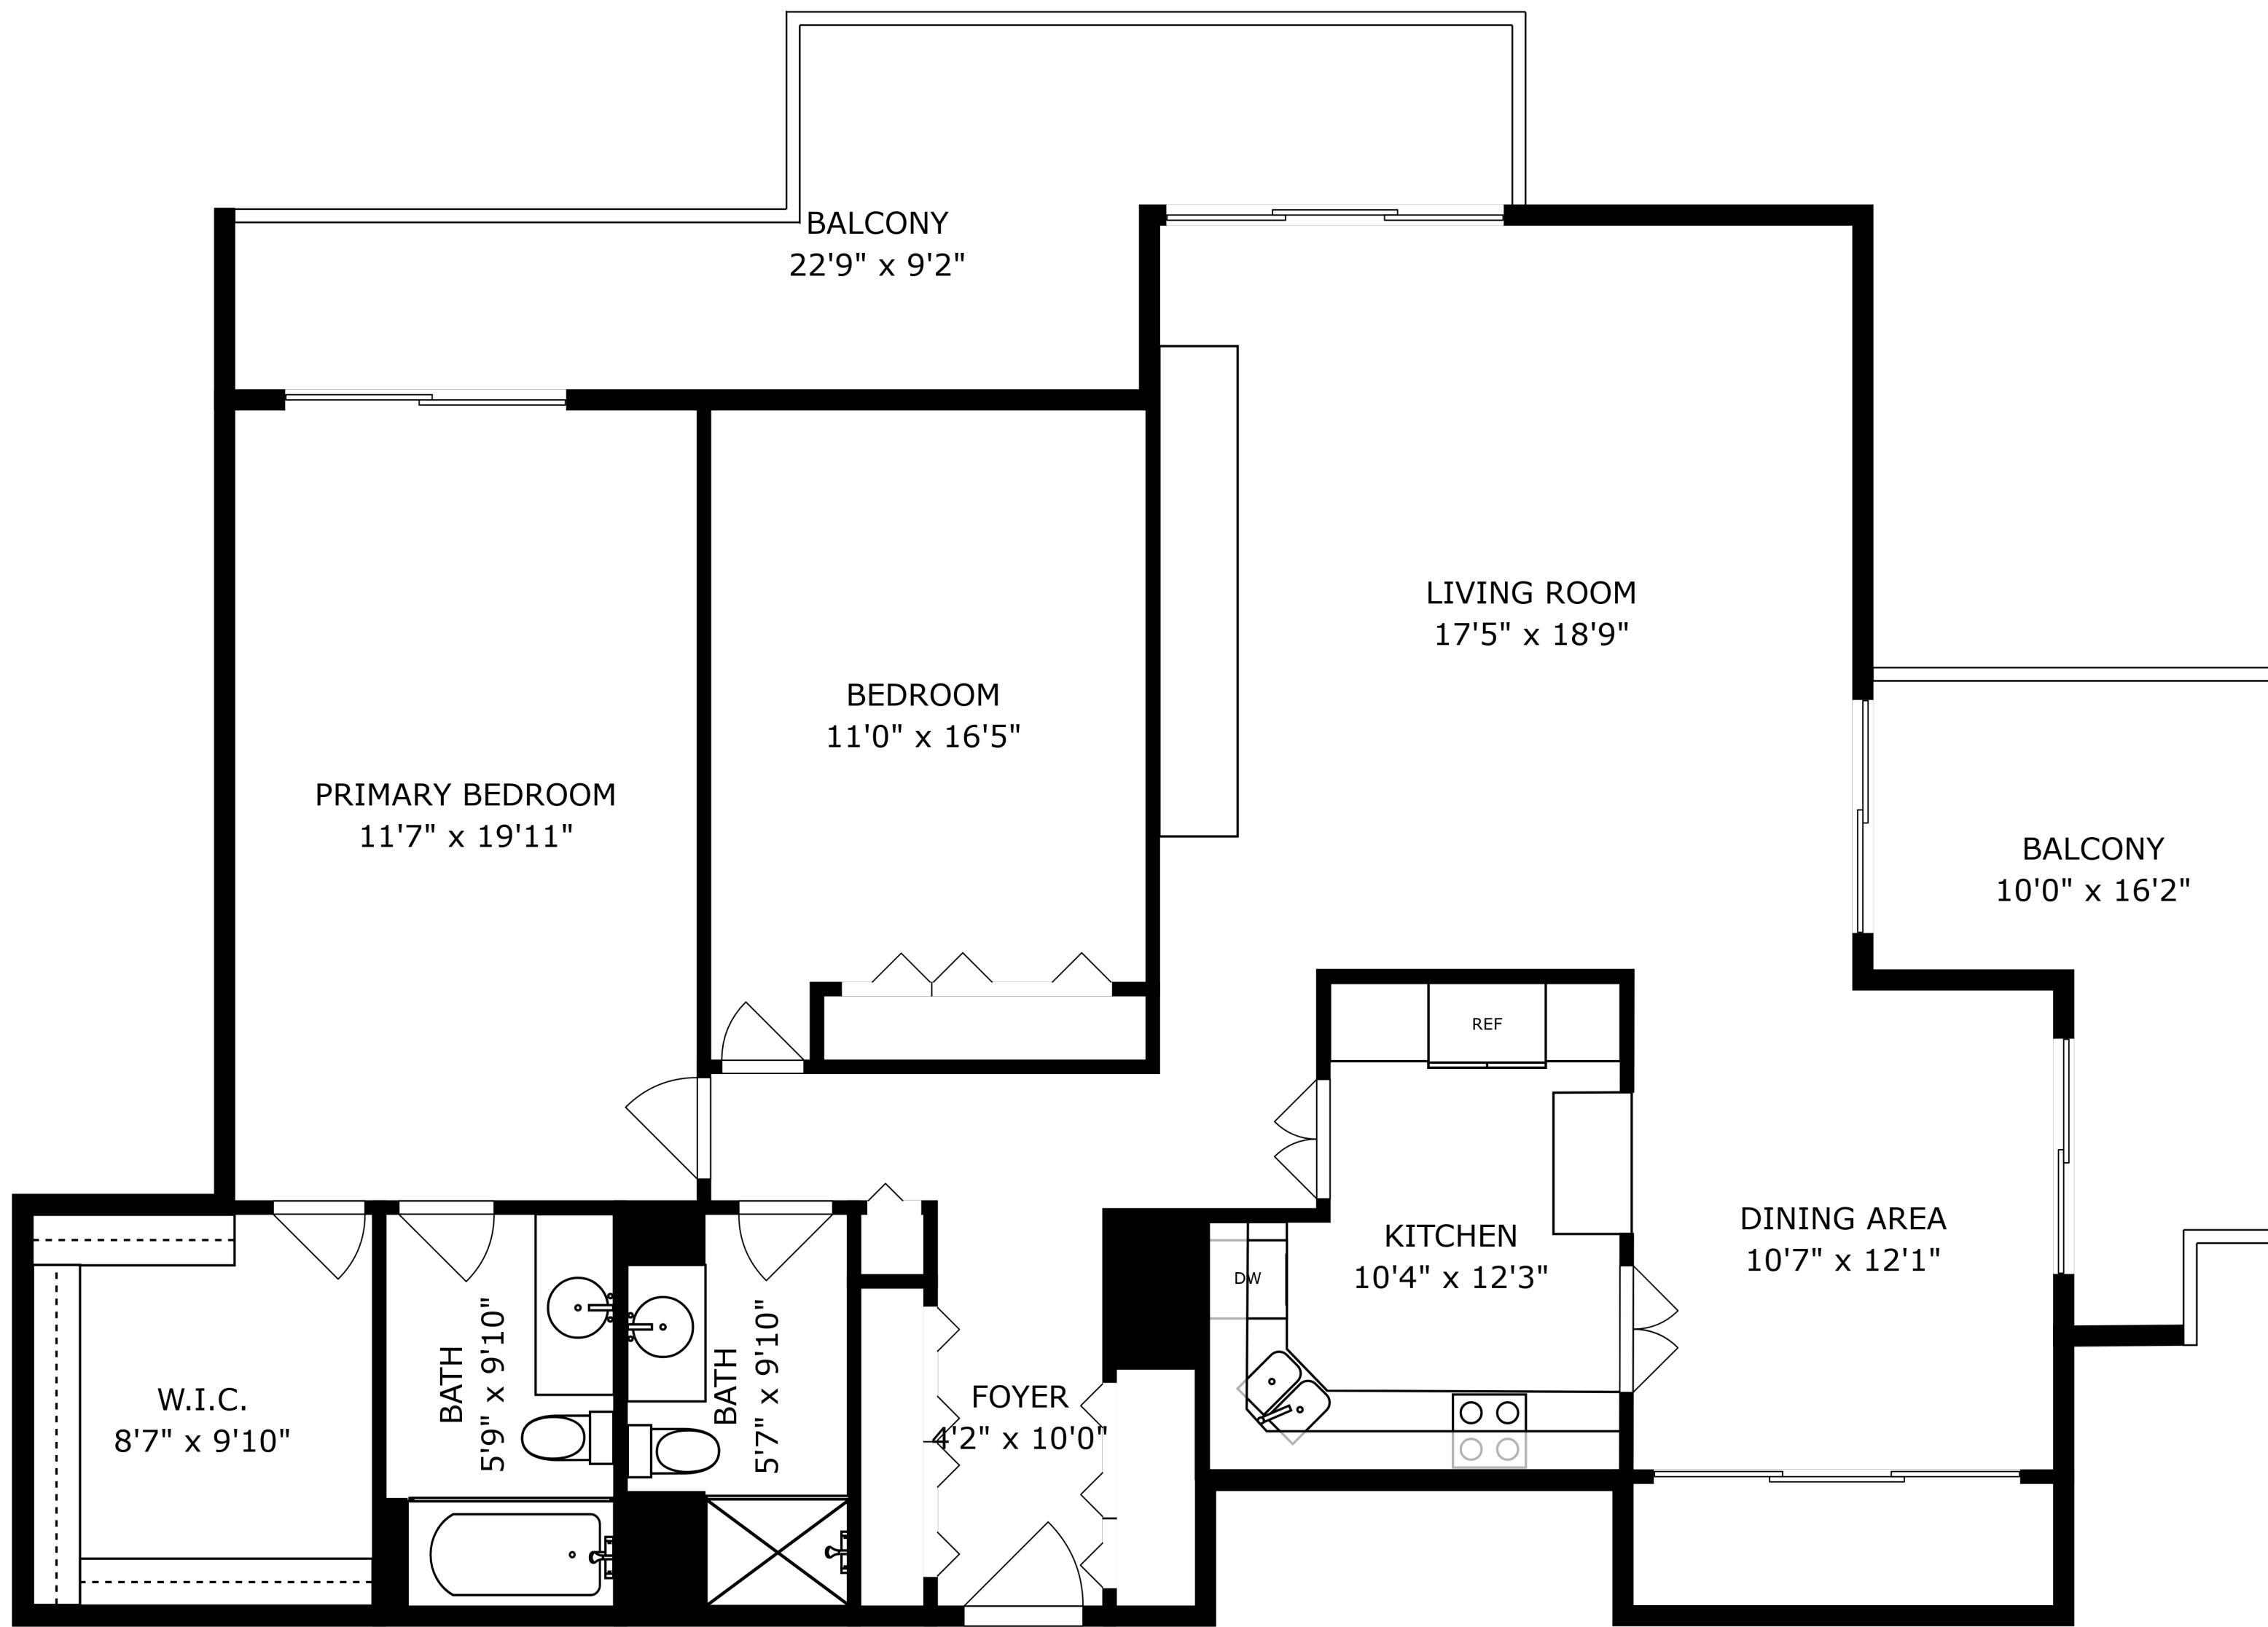 BALCONY
22'9" x 9'2"
LIVING ROOM
17'5" x 18'9"
BEDROOM
11'0" x 16'5"
PRIMARY BEDROOM
11'7" x 19'11"
BALCONY
10'0" x 16'2"
REF
KITCHEN
10'4" x 12'3"
DW
DINING AREA
10'7" x 12'1"
W.I.C.
8'7" x 9'10"
BATH
5'9" x 9'10"
BATH
5'7" x 9'10"
FOYER
4'2" x 10'0"